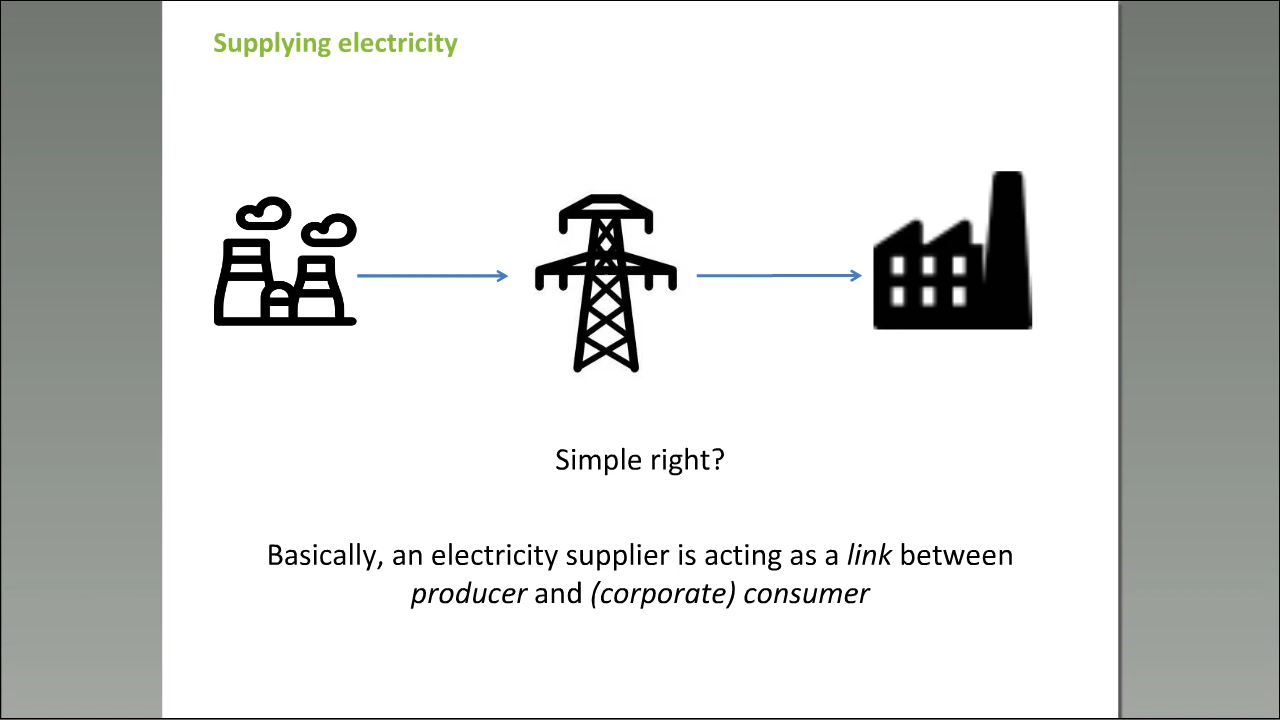 Supplying electricity
Simple right?
Basically, an electricity supplier is acting as a link between
producer and (corporate) consumer